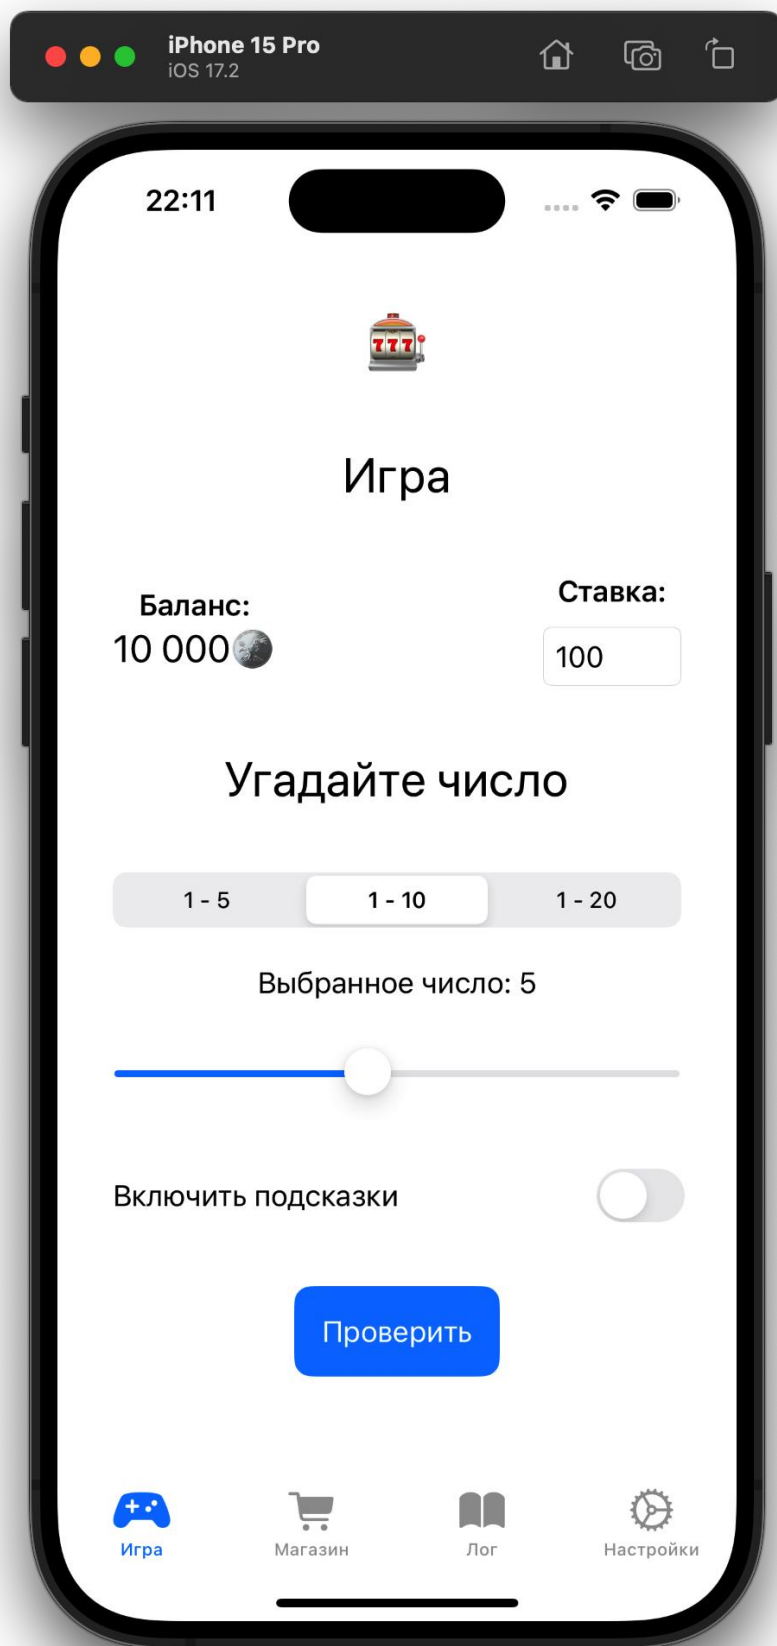 iPhone 15 Pro
iOS 17.2
22:11
777
Игра
Баланс:
10 000
Ставка:
100
Угадайте число
1 - 5
1 - 10
1 - 20
Выбранное число: 5
Включить подсказки
Проверить
Игра
Магазин
Лог
Настройки